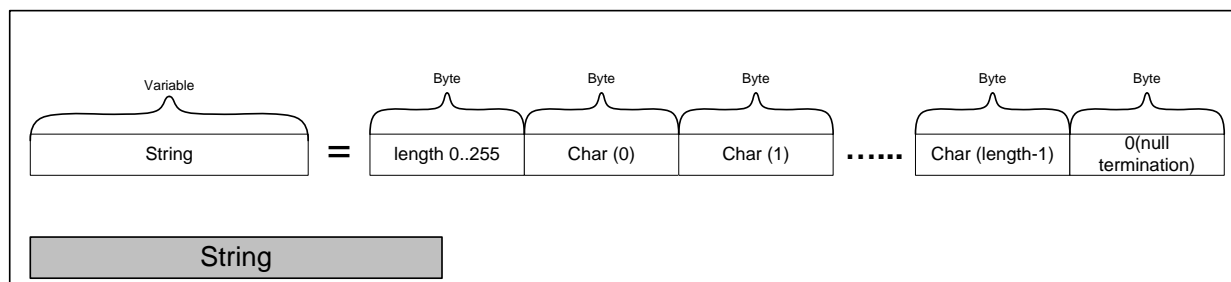 Variable
Byte
Byte
Byte
Byte
Byte
String
=
length 0..255
Char (0)
Char (1)
......
Char (length-1)
0(null
termination)
String